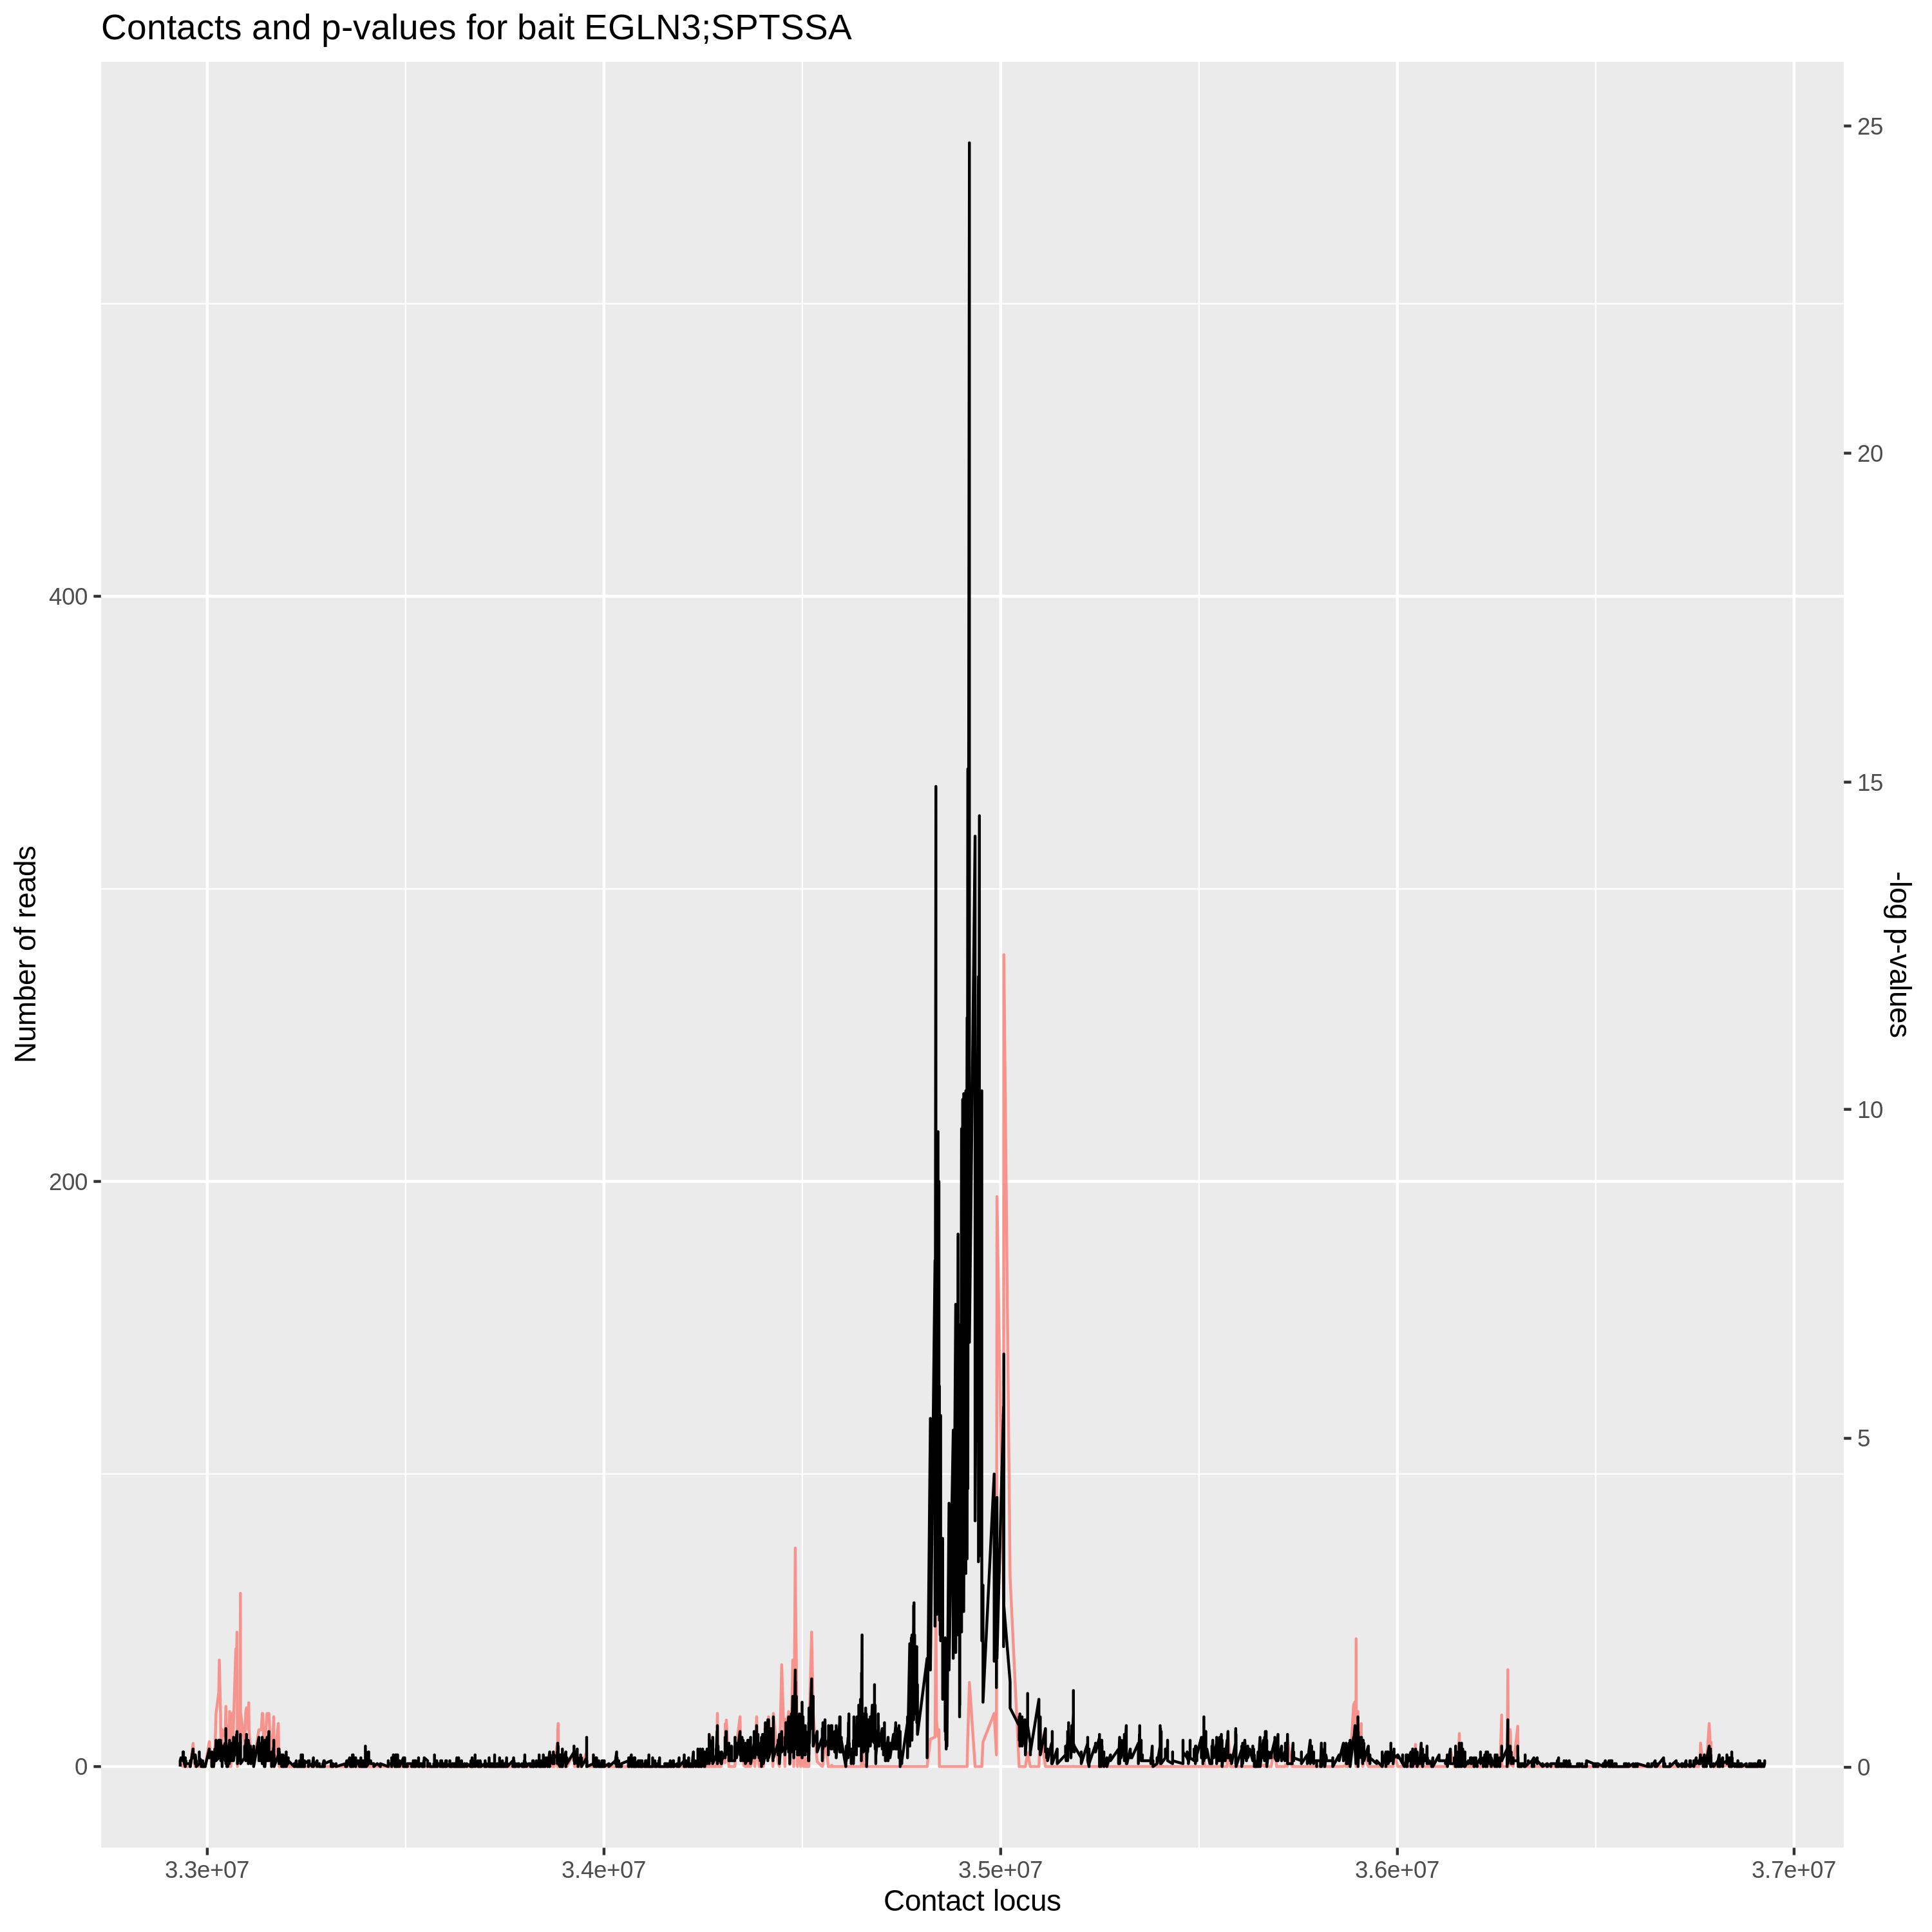 Contacts and p-values for bait EGLN3;SPTSSA
Number of reads
400
200
0
25
20
15
10
5
0
-log p-values
3.3e+07
3.4e+07
3.5e+07
3.6e+07
3.7e+07
Contact locus